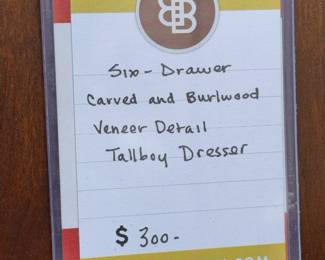 Six-Drawer
Carved and Burlwood
Veneer Detail
Tallboy Dresser
$ 300-